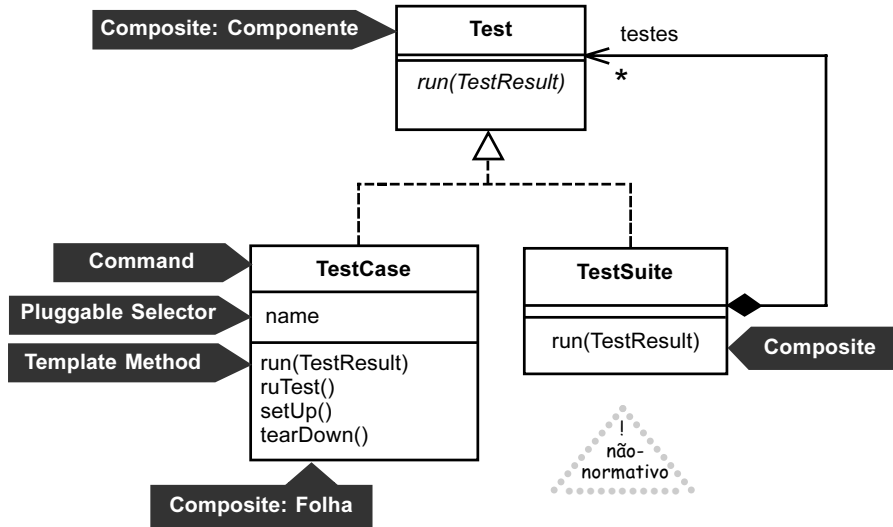 Composite: Componente
Test
testes
run(TestResult)
*
Command
TestCase
TestSuite
Pluggable Selector
name
Template Method
run(TestResult)
ruTest()
setUp()
tearDown()
run(TestResult)
Composite
!
não-
normativo
Composite: Folha